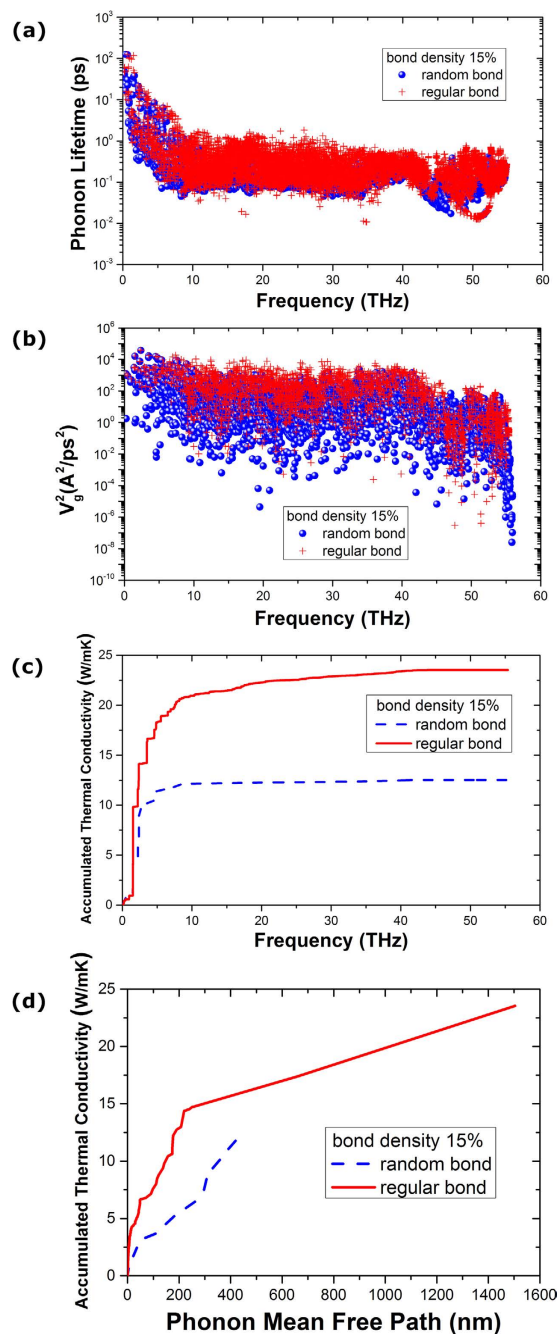 (a)
Phonon Lifetime (ps)
10³
10²
10¹
10⁰
10⁻¹
10⁻²
10⁻³
bond density 15%
random bond
regular bond
0 10 20 30 40 50 60
Frequency (THz)
(b)
V²g(A²/ps²)
10⁶
10⁴
10²
10⁰
10⁻²
10⁻⁴
10⁻⁶
10⁻⁸
10⁻¹⁰
bond density 15%
random bond
regular bond
0 10 20 30 40 50 60
Frequency (THz)
(c)
Accumulated Thermal Conductivity (W/mK)
25
20
15
10
5
0
bond density 15%
random bond
regular bond
0 10 20 30 40 50 60
Frequency (THz)
(d)
Accumulated Thermal Conductivity (W/mK)
25
20
15
10
5
0
bond density 15%
random bond
regular bond
0 200 400 600 800 1000 1200 1400 1600
Phonon Mean Free Path (nm)